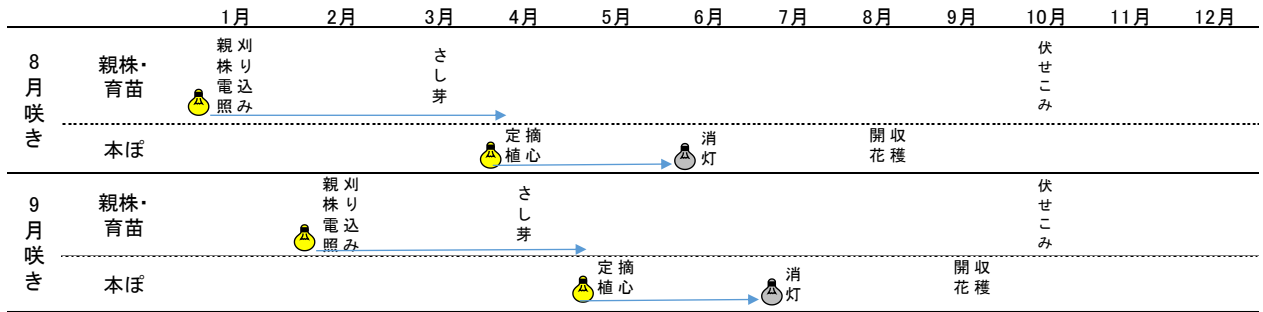 1月 2月 3月 4月 5月 6月 7月 8月 9月 10月 11月 12月
8月咲き
親株・育苗
親株電照
刈り込み
さし芽
伏せこみ
本ぽ
定植
摘心
消灯
開花
収穫
9月咲き
親株・育苗
親株電照
刈り込み
さし芽
伏せこみ
本ぽ
定植
摘心
消灯
開花
収穫